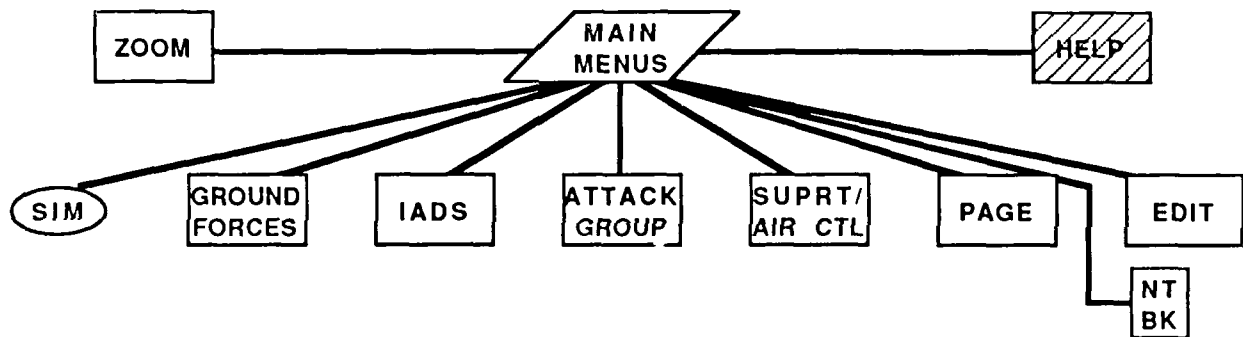 ZOOM
MAIN
MENUS
HELP
SIM
GROUND
FORCES
IADS
ATTACK
GROUP
SUPRT/
AIR CTL
PAGE
EDIT
NT
BK